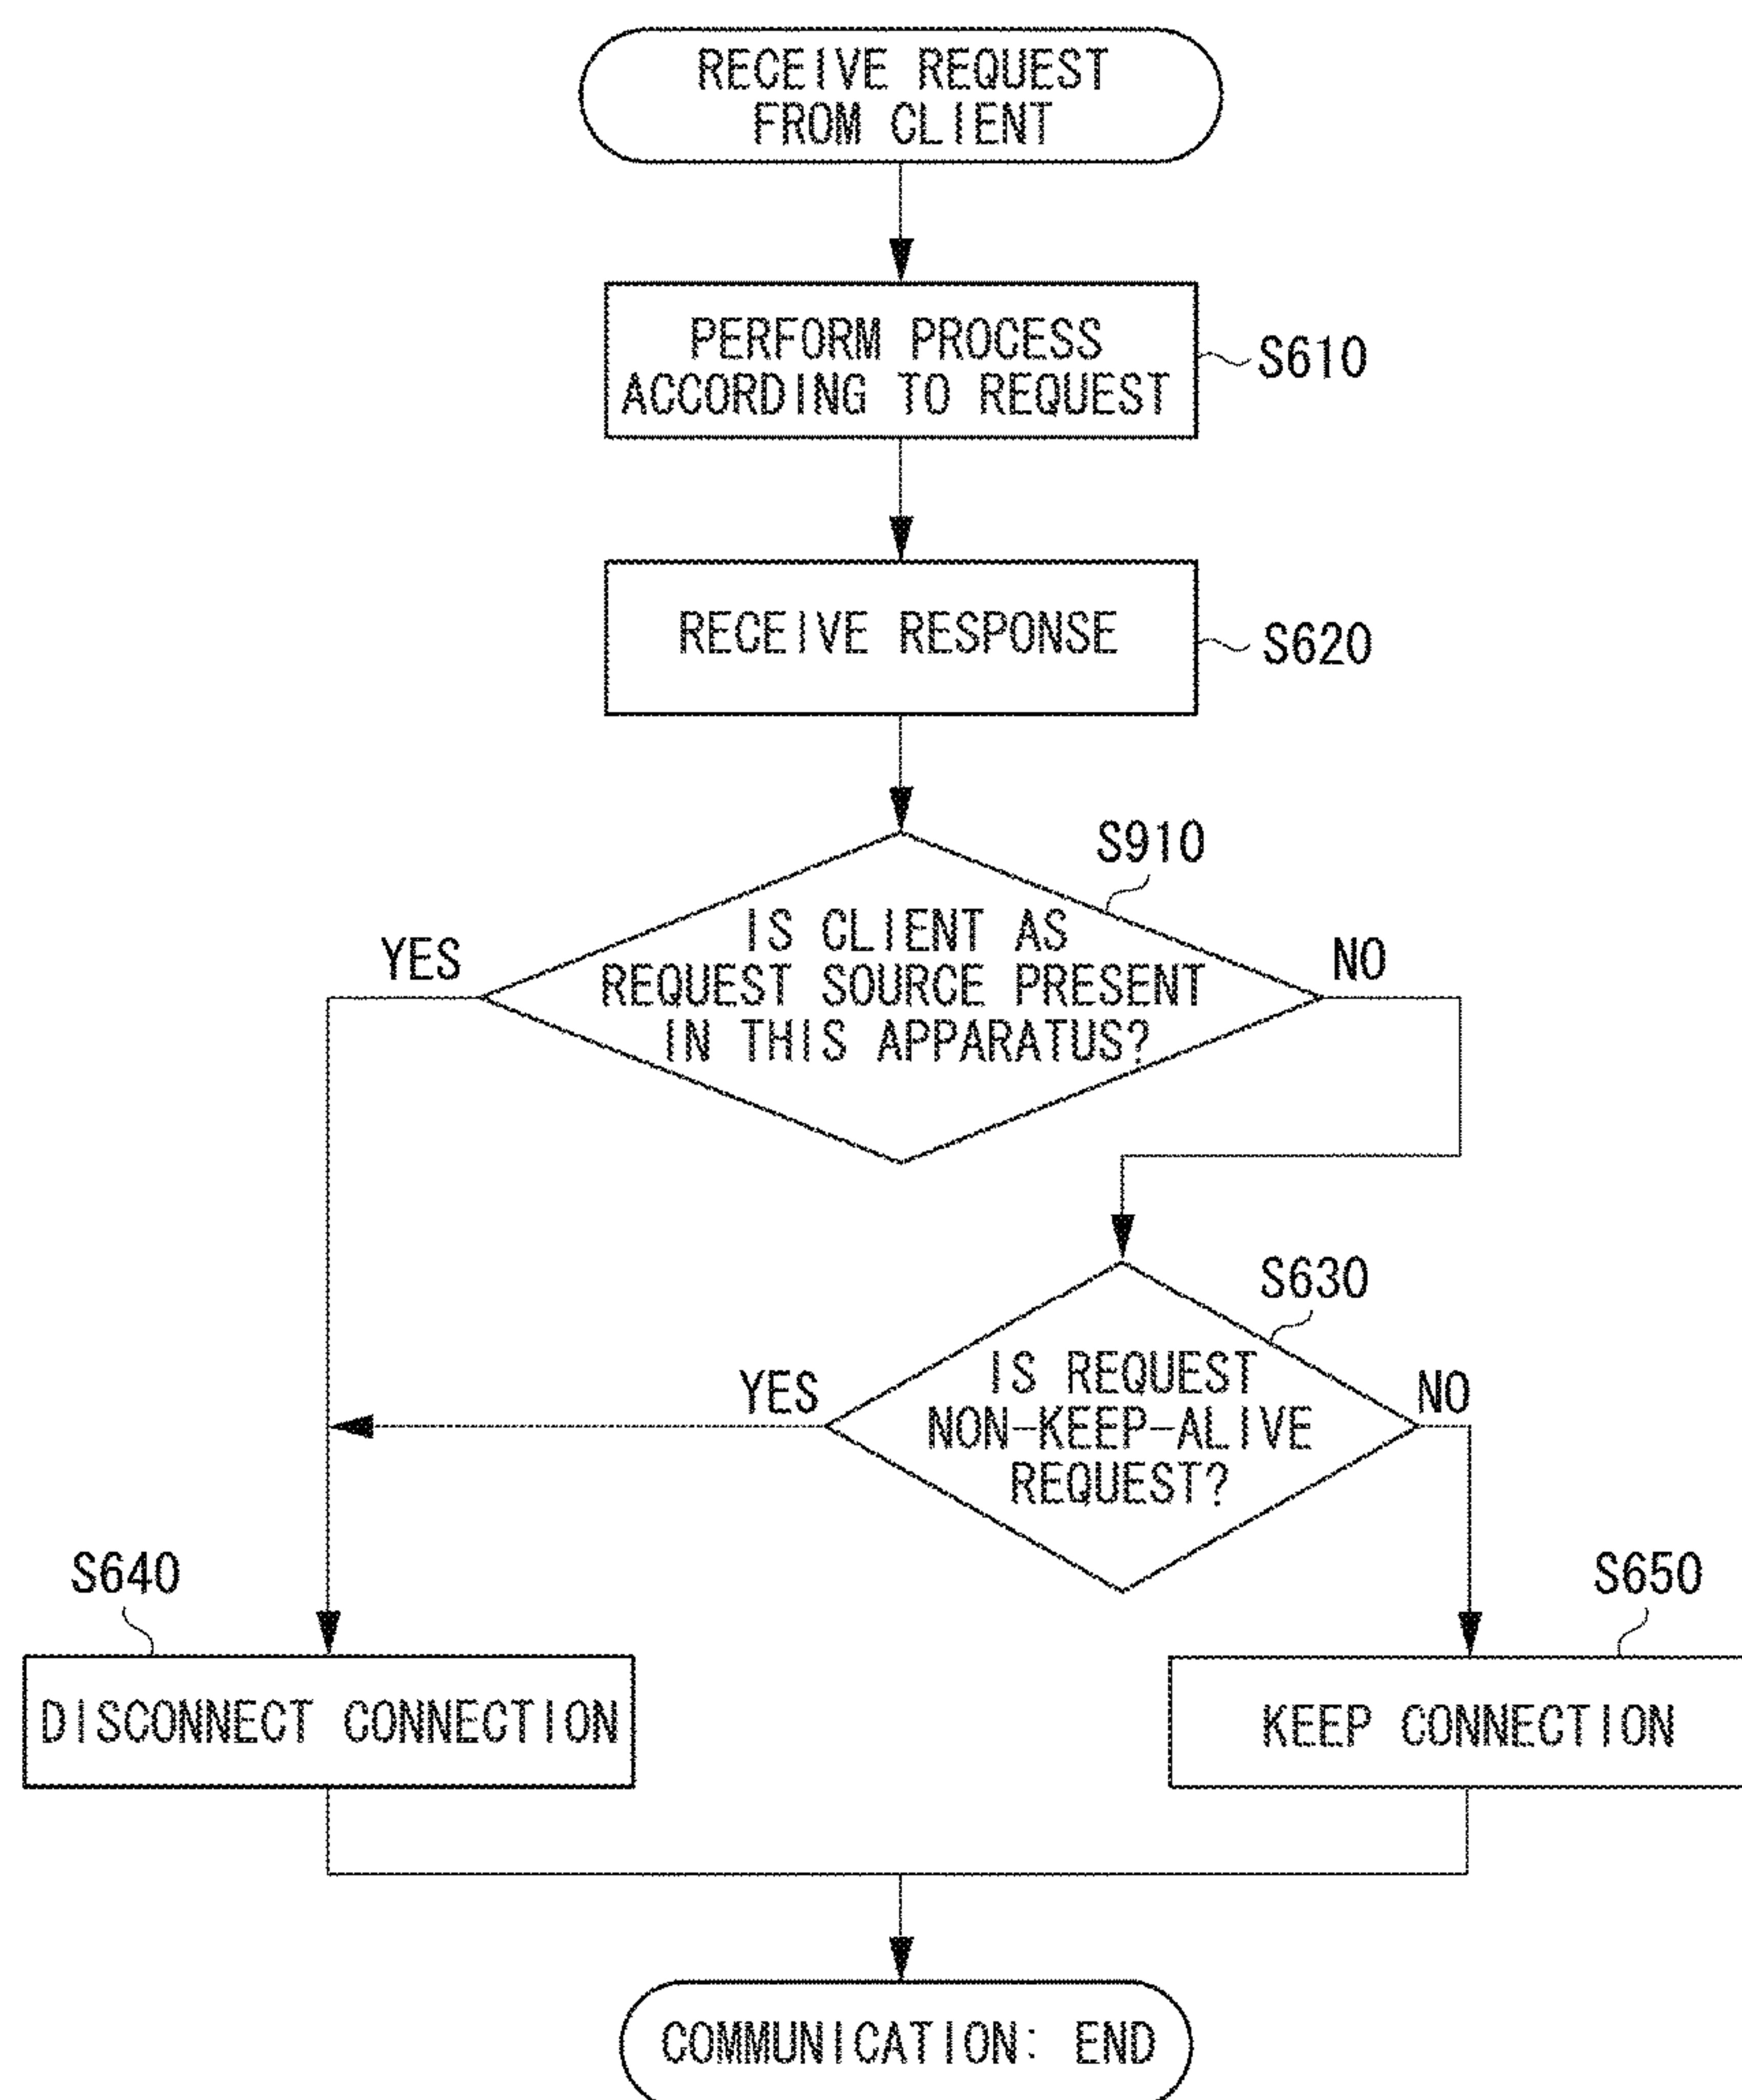 RECEIVE REQUEST
FROM CLIENT
PERFORM PROCESS
ACCORDING TO REQUEST
S610
RECEIVE RESPONSE
S620
S910
IS CLIENT AS
REQUEST SOURCE PRESENT
IN THIS APPARATUS?
YES
NO
S630
IS REQUEST
NON-KEEP-ALIVE
REQUEST?
YES
NO
S640
DISCONNECT CONNECTION
S650
KEEP CONNECTION
COMMUNICATION: END